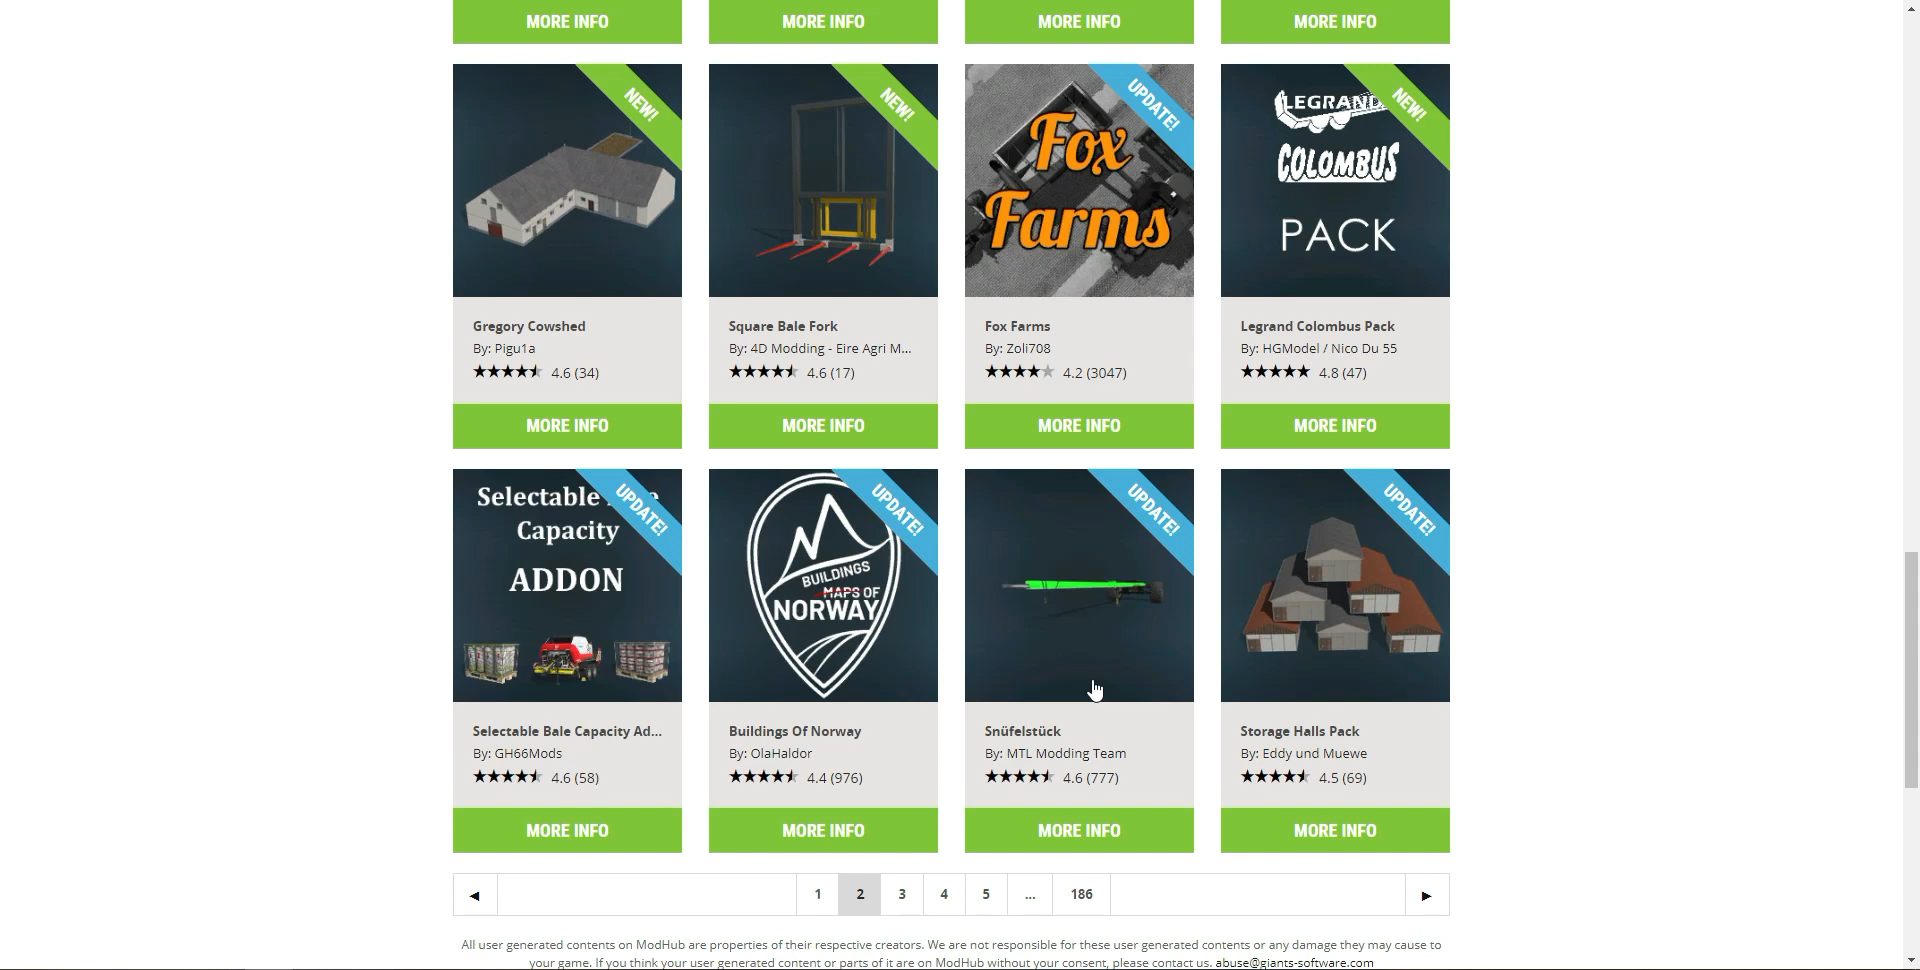 MORE INFO MORE INFO MORE INFO MORE INFO
NEW! NEW! UPDATE! NEW!
Fox
Farms
LEGRAND
COLOMBUS
PACK
Gregory Cowshed
By: Pigu1a
4.6 (34)
Square Bale Fork
By: 4D Modding - Eire Agri M...
4.6 (17)
Fox Farms
By: Zoli708
4.2 (3047)
Legrand Colombus Pack
By: HGModel / Nico Du 55
4.8 (47)
MORE INFO MORE INFO MORE INFO MORE INFO
Selectable
Capacity
ADDON
UPDATE!
BUILDINGS
MAPS OF
NORWAY
UPDATE!
UPDATE!
UPDATE!
Selectable Bale Capacity Ad...
By: GH66Mods
4.6 (58)
Buildings Of Norway
By: OlaHaldor
4.4 (976)
Snüfelstück
By: MTL Modding Team
4.6 (777)
Storage Halls Pack
By: Eddy und Muewe
4.5 (69)
MORE INFO MORE INFO MORE INFO MORE INFO
1 2 3 4 5 ... 186
All user generated contents on ModHub are properties of their respective creators. We are not responsible for these user generated contents or any damage they may cause to
your game. If you think your user generated content or parts of it are on ModHub without your consent, please contact us. abuse@giants-software.com